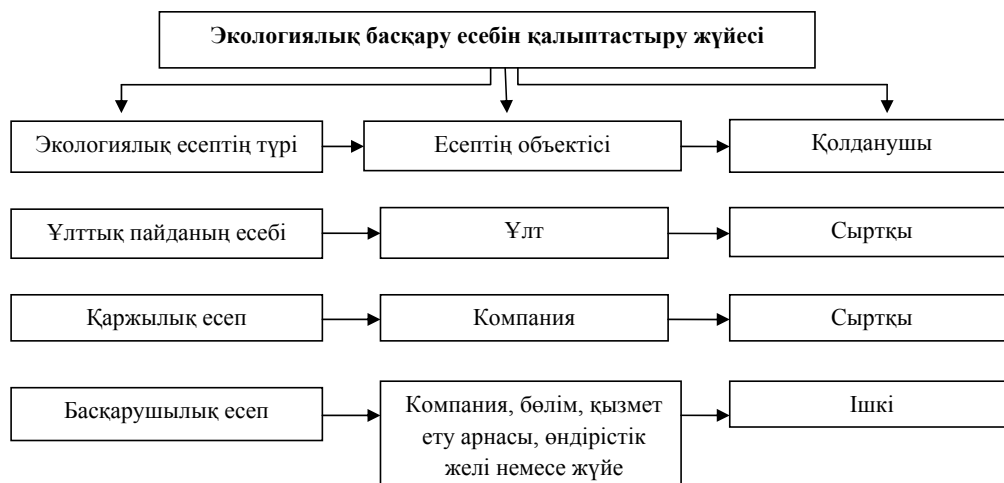 Экологиялық басқару есебін қалыптастыру жүйесі
Экологиялық есептің түрі
Есептің объектісі
Қолданушы
Ұлттық пайданың есебі
Ұлт
Сыртқы
Қаржылық есеп
Компания
Сыртқы
Басқарушылық есеп
Компания, бөлім, қызмет
ету арнасы, өндірістік
желі немесе жүйе
Ішкі